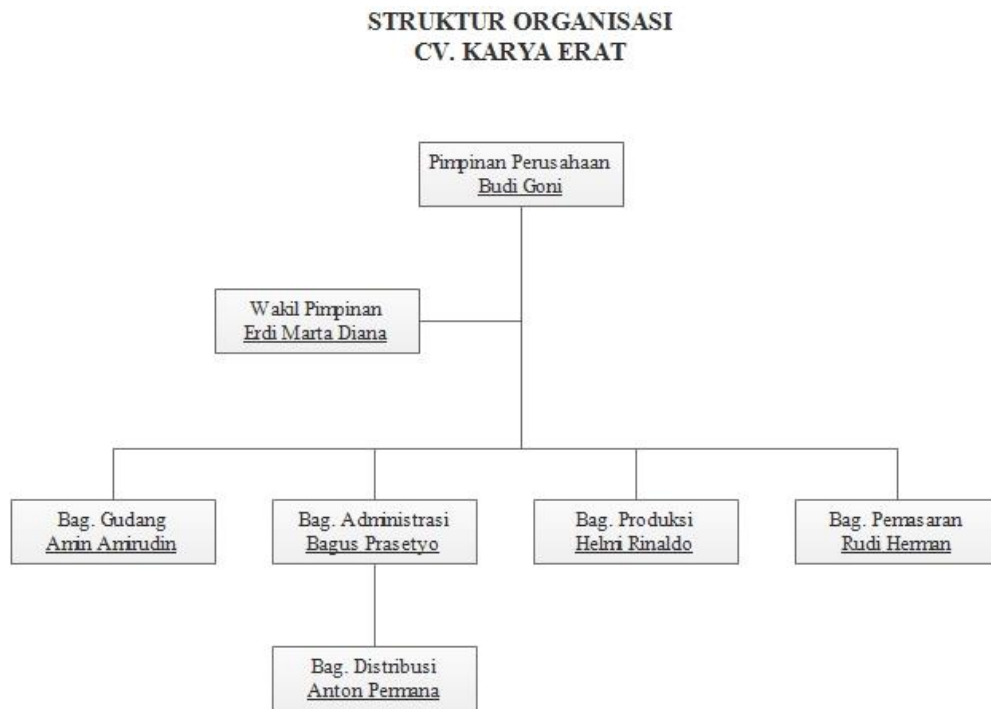 STRUKTUR ORGANISASI
CV. KARYA ERAT
Pimpinan Perusahaan
Budi Goni
Wakil Pimpinan
Erdi Marta Diana
Bag. Gudang
Amin Amirudin
Bag. Administrasi
Bagus Prasetyo
Bag. Produksi
Helmi Rinaldo
Bag. Pemasaran
Rudi Herman
Bag. Distribusi
Anton Permana